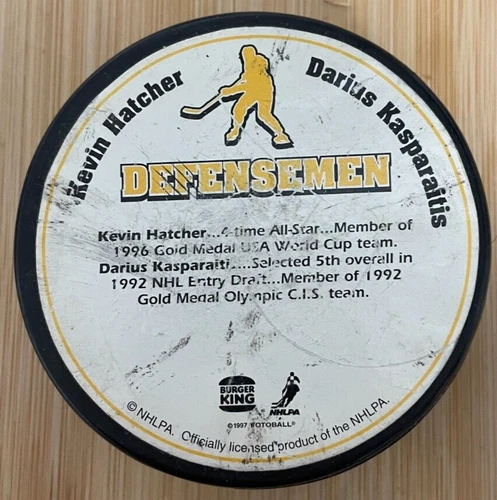 Kevin Hatcher
Darius Kasparaitis
DEFENSEMEN
Kevin Hatcher...4-time All-Star...Member of
1996 Gold Medal USA World Cup team.
Darius Kasparaiti....Selected 5th overall in
1992 NHL Entry Draft...Member of 1992
Gold Medal Olympic C.I.S. team.
BURGER
KING
NHLPA
©1997 FOTOBALL®
© NHLPA. Officially licensed product of the NHLPA.